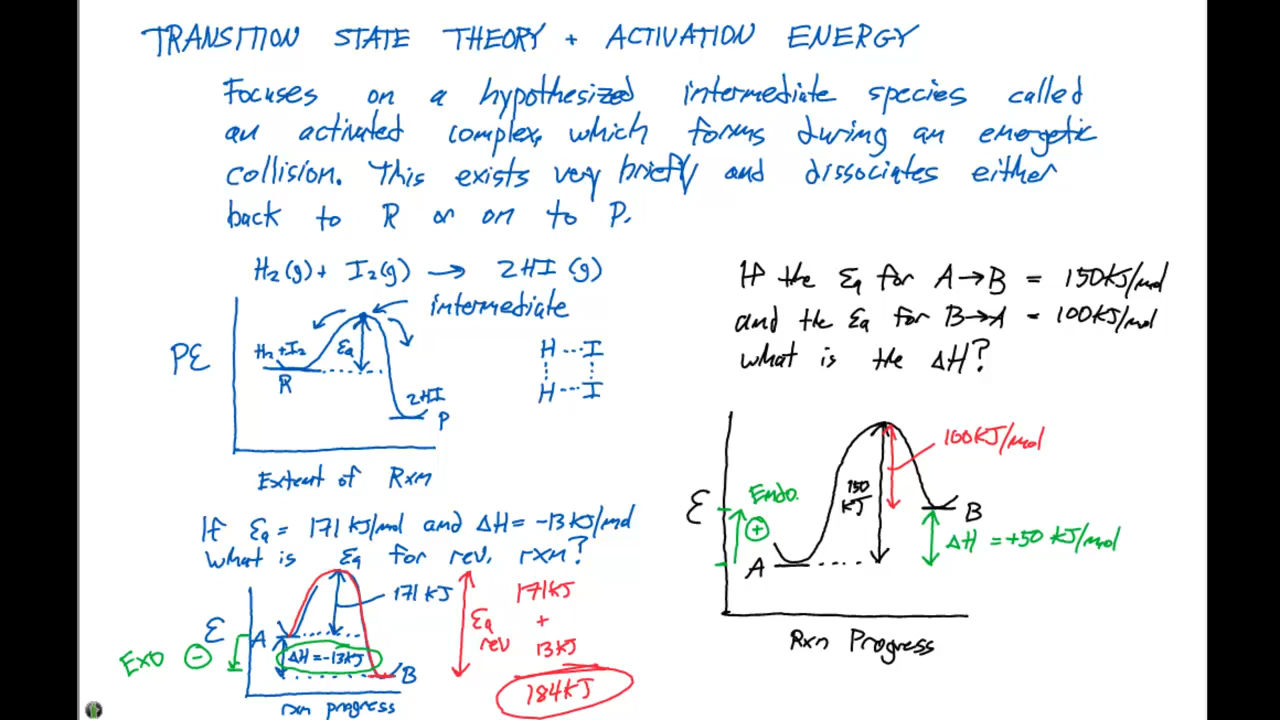 TRANSITION STATE THEORY + ACTIVATION ENERGY
Focuses on a hypothesized intermediate species called
an activated complex, which forms during an energetic
collision. This exists very briefly and dissociates either
back to R or on to P.
H₂(g) + I₂(g) → 2HI (g)
intermediate
PE
H₂+I₂
R
Ea
2HI
P
H ··· I
H ··· I
Extent of Rxn
If Ea = 171 kJ/mol and ΔH = -13 kJ/mol
what is Ea for rev. rxn?
E
A
171 KJ
ΔH = -13KJ
B
Exo -
rxn progress
Ea
rev
171KJ
+
13KJ
184KJ
If the Ea for A→B = 150KJ/mol
and the Ea for B→A = 100KJ/mol
what is the ΔH?
E
Endo.
+
A
150
KJ
100KJ/mol
B
ΔH = +50 KJ/mol
Rxn Progress